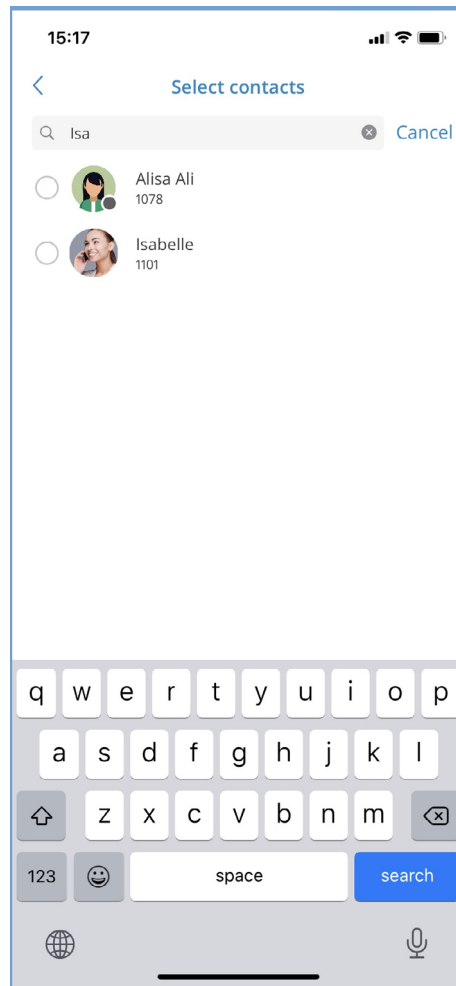 15:17
Select contacts
Isa Cancel
Alisa Ali
1078
Isabelle
1101
q w e r t y u i o p
a s d f g h j k l
z x c v b n m
123 space search